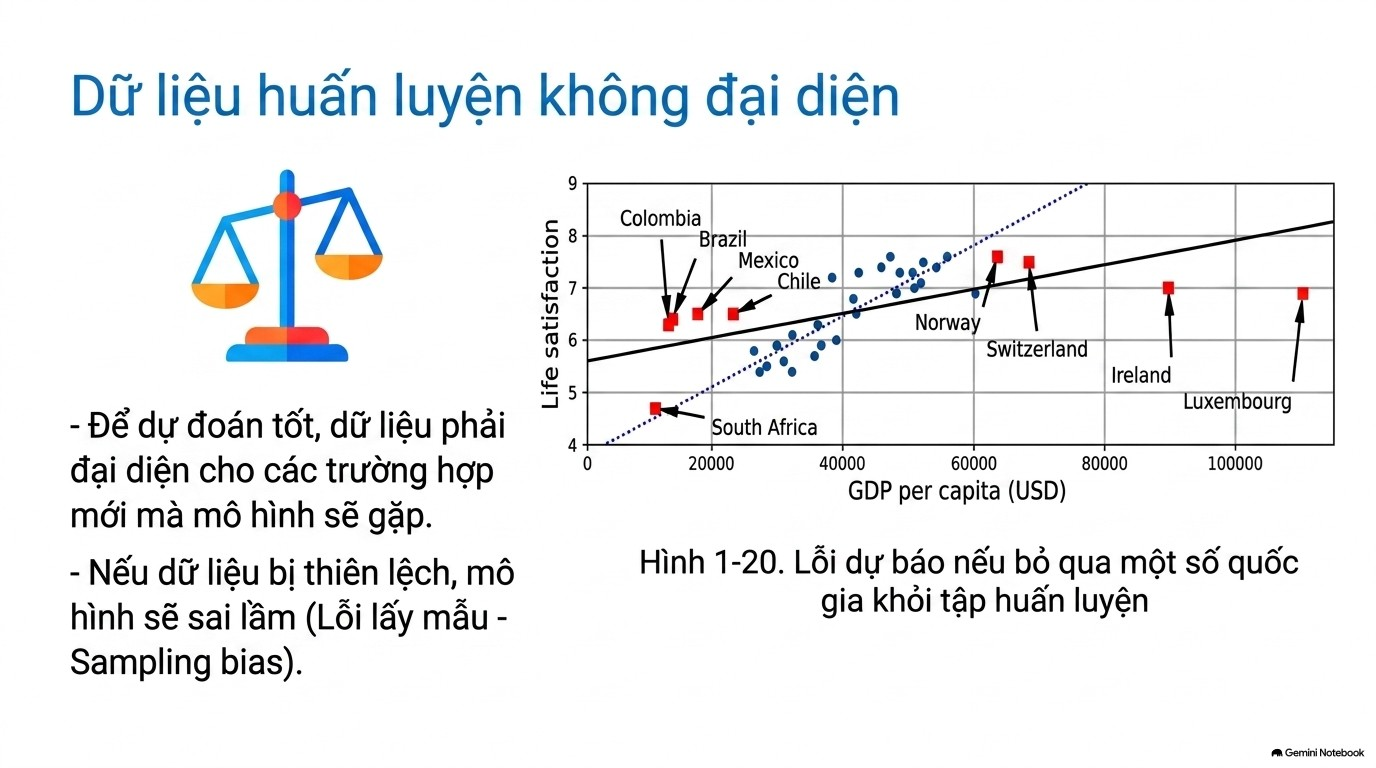 Dữ liệu huấn luyện không đại diện
- Để dự đoán tốt, dữ liệu phải
đại diện cho các trường hợp
mới mà mô hình sẽ gặp.
- Nếu dữ liệu bị thiên lệch, mô
hình sẽ sai lầm (Lỗi lấy mẫu -
Sampling bias).
Life satisfaction
9
8
7
6
5
4
Colombia
Brazil
Mexico
Chile
South Africa
Norway
Switzerland
Ireland
Luxembourg
0 20000 40000 60000 80000 100000
GDP per capita (USD)
Hình 1-20. Lỗi dự báo nếu bỏ qua một số quốc
gia khỏi tập huấn luyện
Gemini Notebook